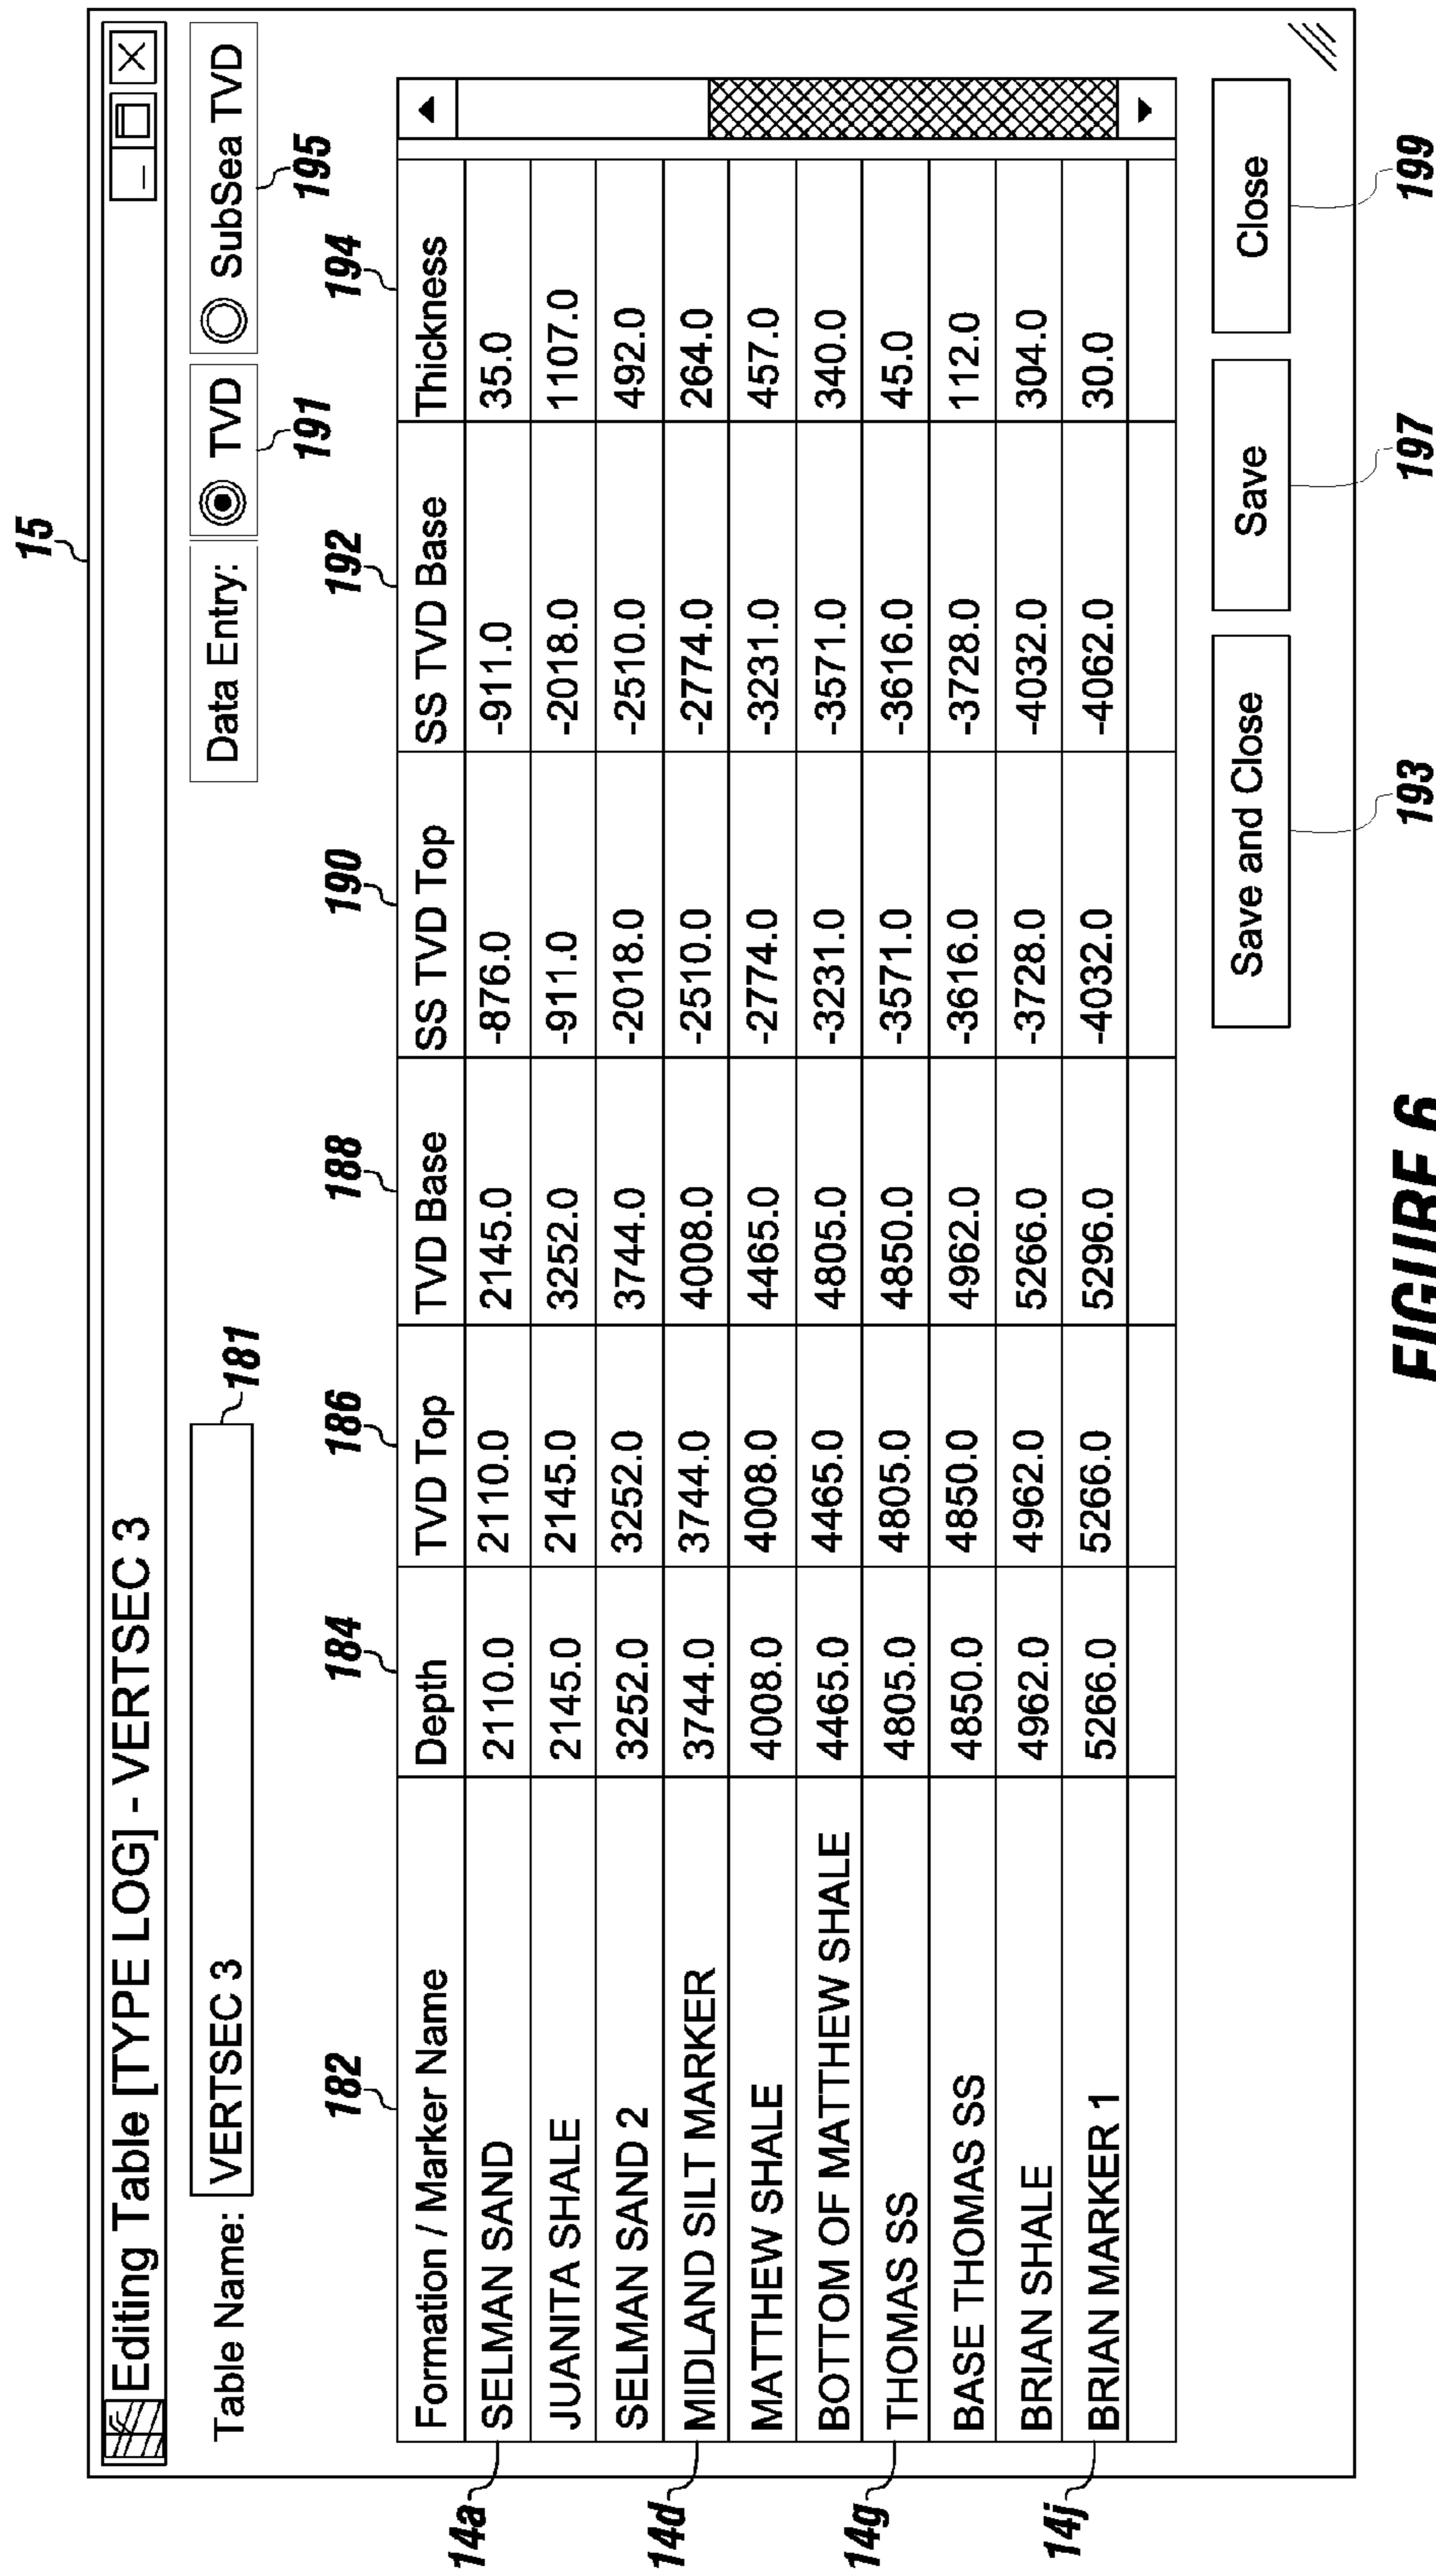 15
Editing Table [TYPE LOG] - VERTSEC 3
Table Name: VERTSEC 3 181 Data Entry: TVD SubSea TVD
191 195
182 184 186 188 190 192 194
Formation / Marker Name Depth TVD Top TVD Base SS TVD Top SS TVD Base Thickness
14a SELMAN SAND 2110.0 2110.0 2145.0 -876.0 -911.0 35.0
JUANITA SHALE 2145.0 2145.0 3252.0 -911.0 -2018.0 1107.0
SELMAN SAND 2 3252.0 3252.0 3744.0 -2018.0 -2510.0 492.0
14d MIDLAND SILT MARKER 3744.0 3744.0 4008.0 -2510.0 -2774.0 264.0
MATTHEW SHALE 4008.0 4008.0 4465.0 -2774.0 -3231.0 457.0
BOTTOM OF MATTHEW SHALE 4465.0 4465.0 4805.0 -3231.0 -3571.0 340.0
14g THOMAS SS 4805.0 4805.0 4850.0 -3571.0 -3616.0 45.0
BASE THOMAS SS 4850.0 4850.0 4962.0 -3616.0 -3728.0 112.0
BRIAN SHALE 4962.0 4962.0 5266.0 -3728.0 -4032.0 304.0
14j BRIAN MARKER 1 5266.0 5266.0 5296.0 -4032.0 -4062.0 30.0
Save and Close Save Close
193 197 199
FIGURE 6